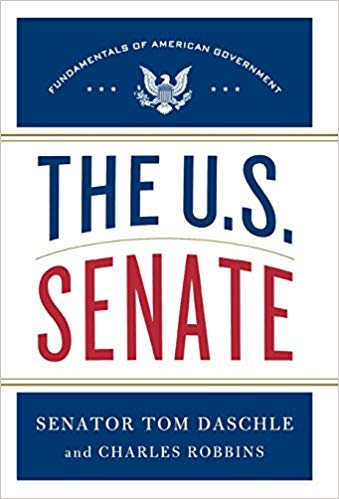 FUNDAMENTALS OF AMERICAN GOVERNMENT
THE U.S.
SENATE
SENATOR TOM DASCHLE
and CHARLES ROBBINS